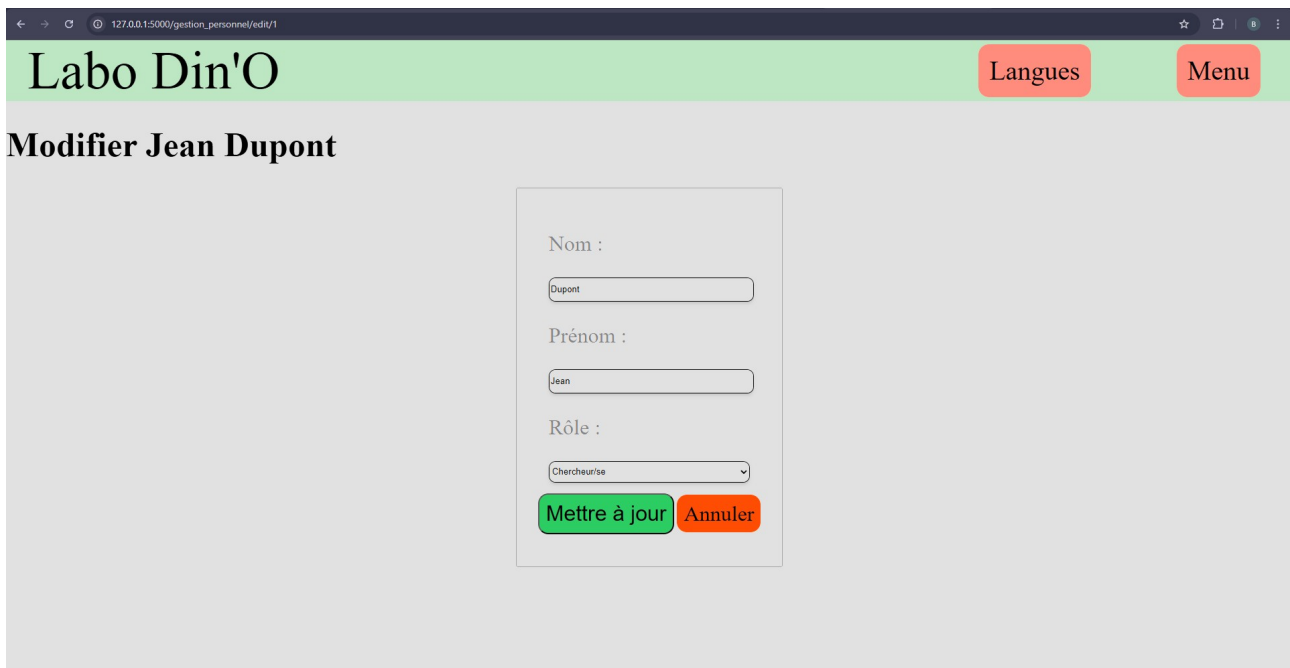 127.0.0.1:5000/gestion_personnel/edit/1
B
Labo Din'O
Langues
Menu
Modifier Jean Dupont
Nom :
Dupont
Prénom :
Jean
Rôle :
Chercheur/se
Mettre à jour
Annuler